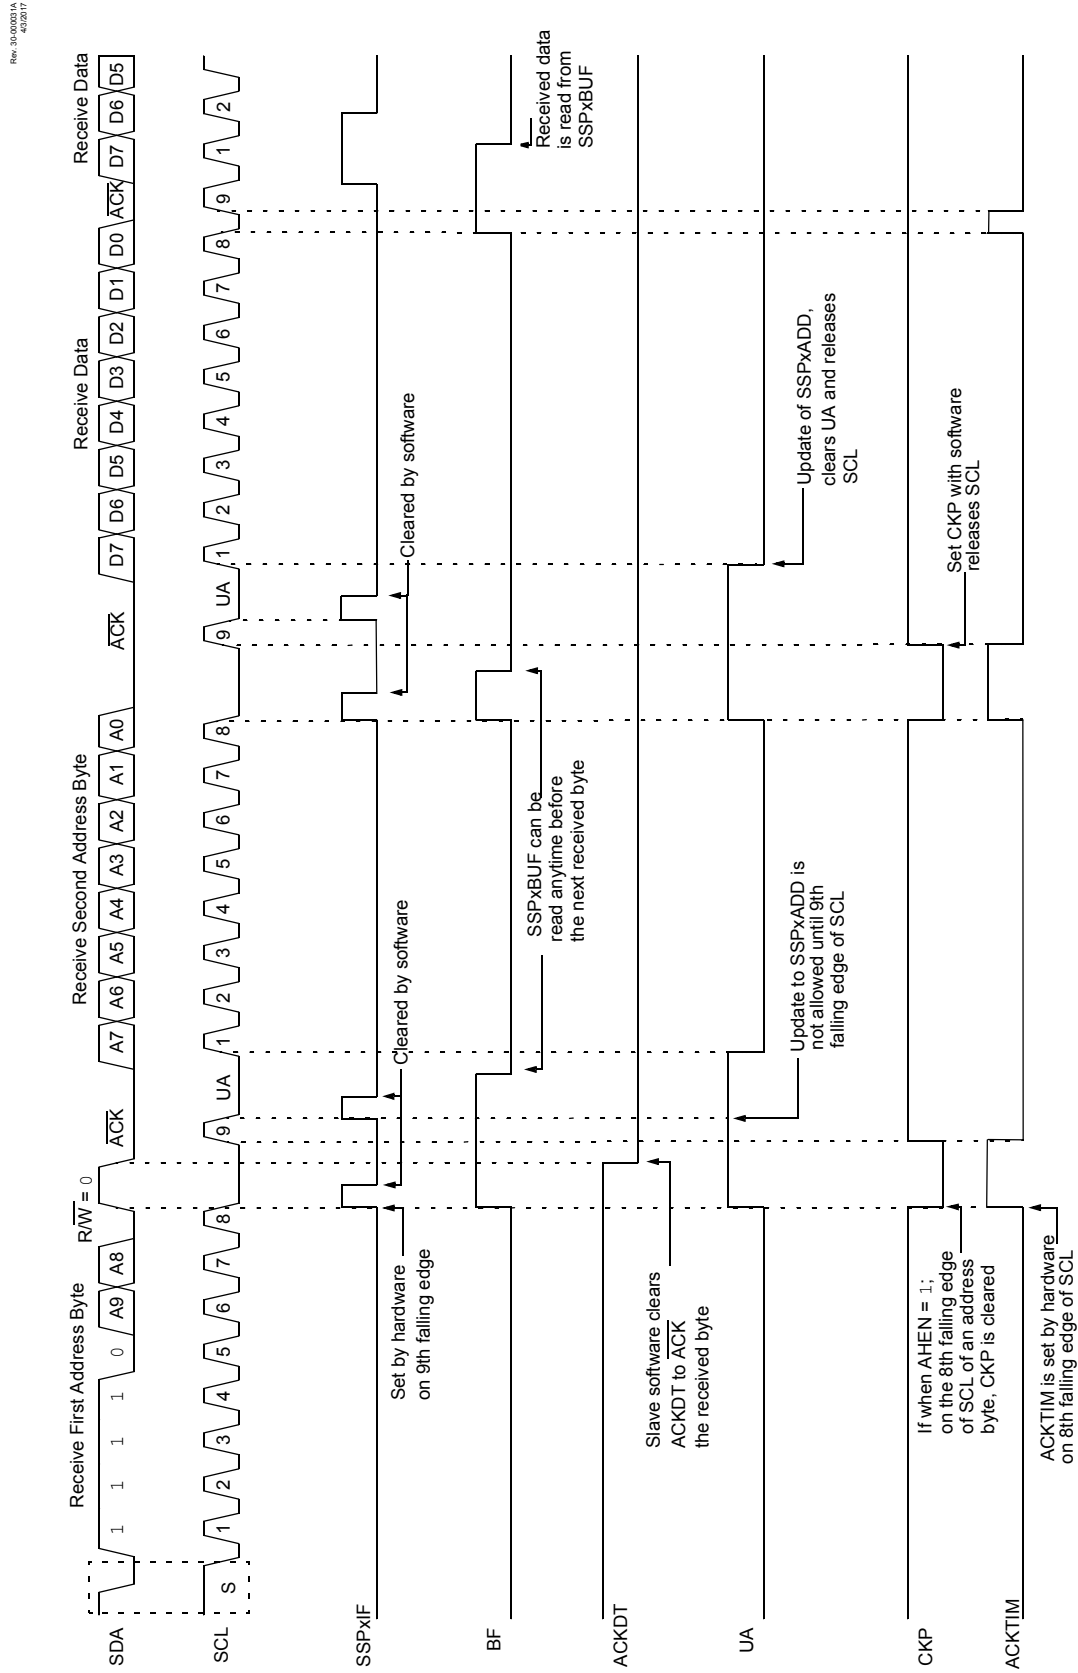 Rev. 30-000031A
4/3/2017
Receive First Address Byte
R/W = 0
Receive Second Address Byte
Receive Data
Receive Data
SDA
1 1 1 1 0 A9 A8 ACK A7 A6 A5 A4 A3 A2 A1 A0 ACK D7 D6 D5 D4 D3 D2 D1 D0 ACK D7 D6 D5
SCL
S 1 2 3 4 5 6 7 8 9 UA 1 2 3 4 5 6 7 8 9 UA 1 2 3 4 5 6 7 8 9 1 2
SSPxIF
Set by hardware
on 9th falling edge
Cleared by software
Cleared by software
BF
SSPxBUF can be
read anytime before
the next received byte
Received data
is read from
SSPxBUF
ACKDT
Slave software clears
ACKDT to ACK
the received byte
UA
Update to SSPxADD is
not allowed until 9th
falling edge of SCL
Update of SSPxADD,
clears UA and releases
SCL
CKP
If when AHEN = 1;
on the 8th falling edge
of SCL of an address
byte, CKP is cleared
Set CKP with software
releases SCL
ACKTIM
ACKTIM is set by hardware
on 8th falling edge of SCL